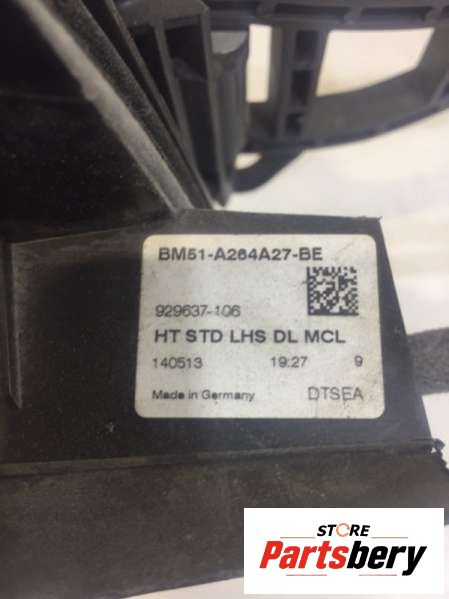 BM51-A264A27-BE
929637-106
HT STD LHS DL MCL
140513 19:27 9
Made in Germany DTSEA
STORE
Partsbery